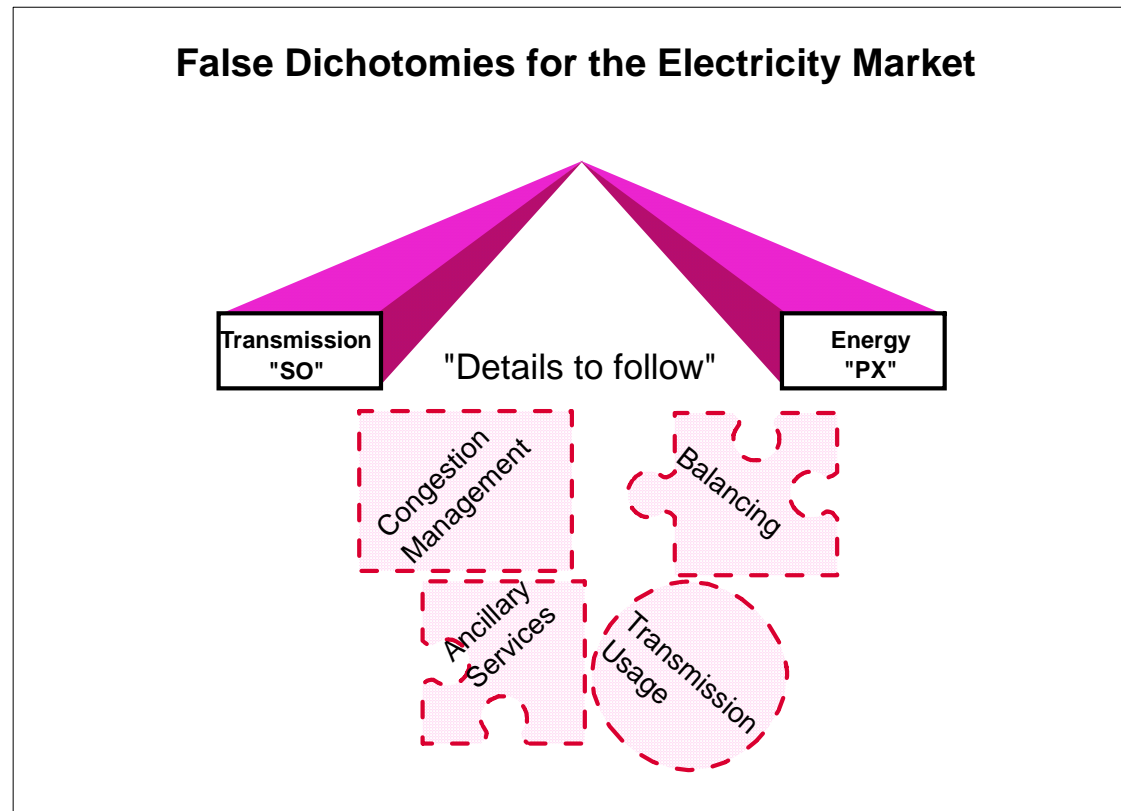 False Dichotomies for the Electricity Market
Transmission
"SO"
Energy
"PX"
"Details to follow"
Congestion
Management
Balancing
Ancillary
Services
Transmission
Usage